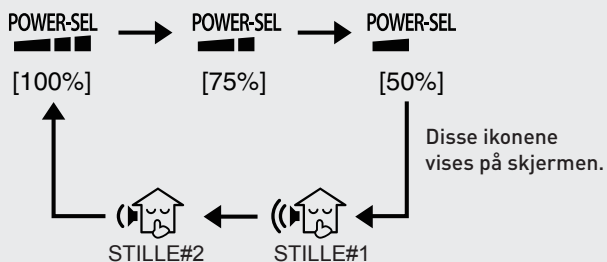 POWER-SEL POWER-SEL POWER-SEL
[100%] [75%] [50%]
Disse ikonene
vises på skjermen.
STILLE#2 STILLE#1